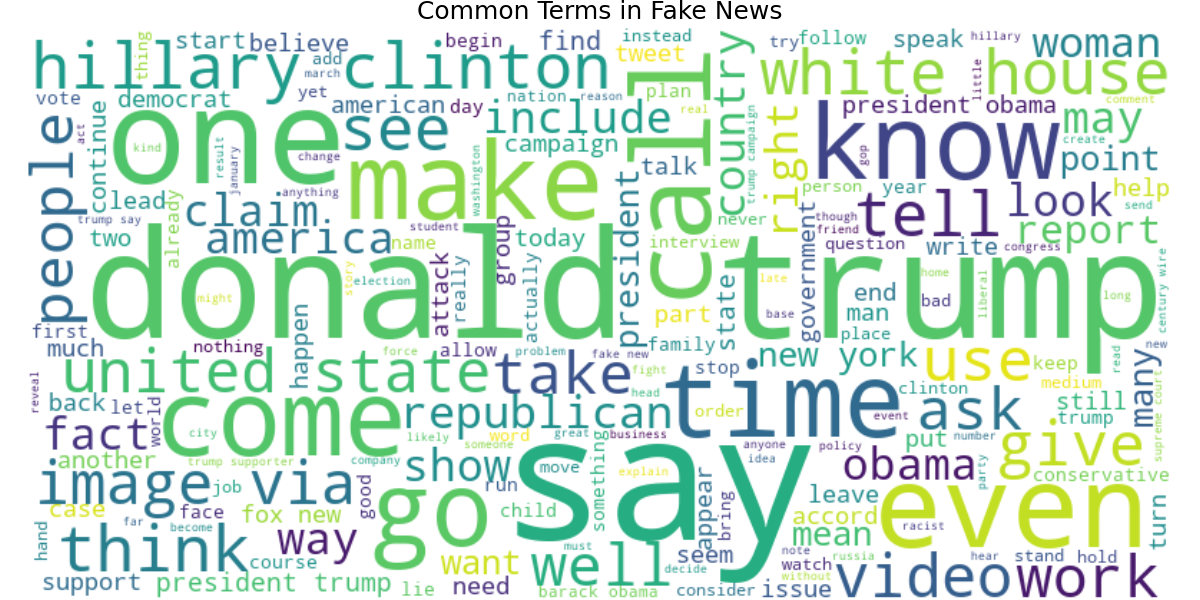 Common Terms in Fake News
thing start believe begin find instead tweet try follow speak hillary woman
hillary clinton add march yet vote democrat american day nation reason plan real country white house little comment
people act continue one kind result january see change anything make include campaign washington talk call trump campaign right know gop president obama may create point
lead claim trump say already two america name student group today president interview never person year though friend tell look help send report
donald trump might story election attack really actually state government question write congress late base home liberal long century wire
first much nothing happen allow problem fake new family part stop end man place bad new york use keep read many new
reveal united state force take fight head republican time order clinton ask medium still trump supreme court
back let world fact city come likely word someone great business anyone idea event policy put number give party conservative
another trump supporter company show run move something explain say appear bring obama leave even racist turn
image via job good go child accord mean case face fox new way far become
hand think course want well must seem decide note watch russia without hear stand hold
support president trump lie need barack obama consider issue video work